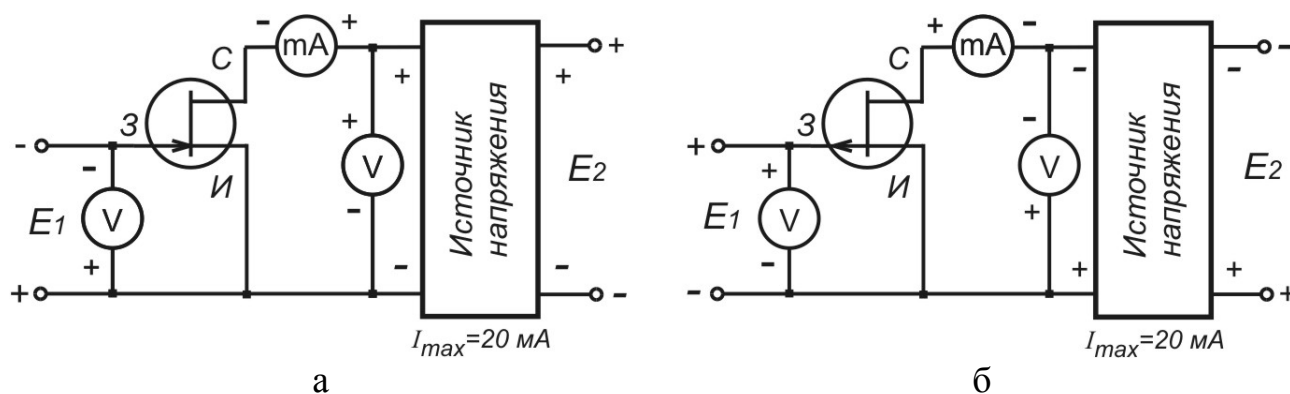 - mA + + +
С + +
З V Источник напряжения E2
- - И
E1 V -
+ - -
+ -
Imax=20 мА
а
+ mA - - -
С - -
З V Источник напряжения E2
+ + И
E1 V +
- + +
- +
Imax=20 мА
б